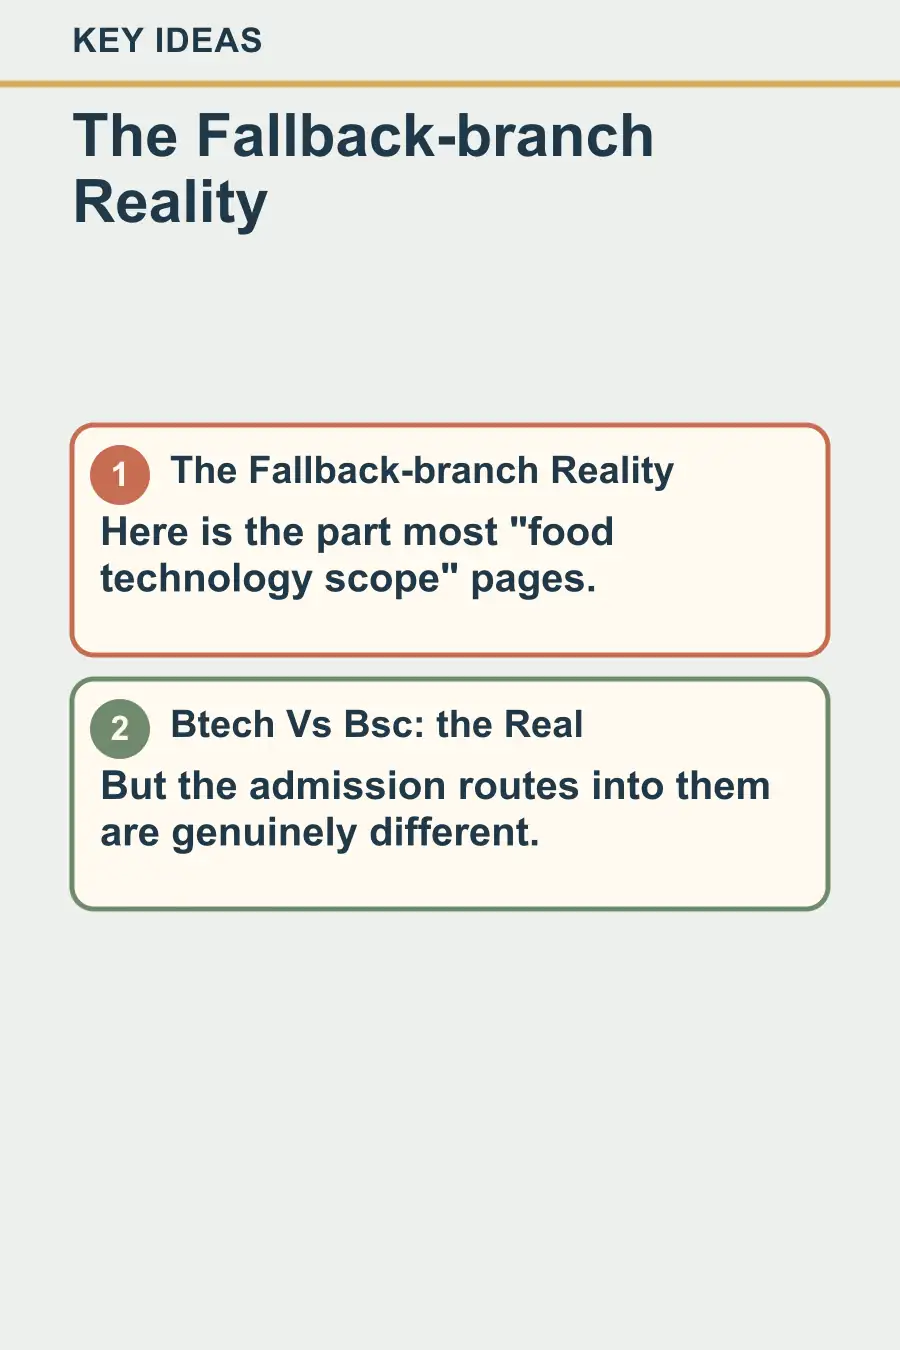 KEY IDEAS
The Fallback-branch
Reality
1 The Fallback-branch Reality
Here is the part most "food
technology scope" pages.
2 Btech Vs Bsc: the Real
But the admission routes into them
are genuinely different.